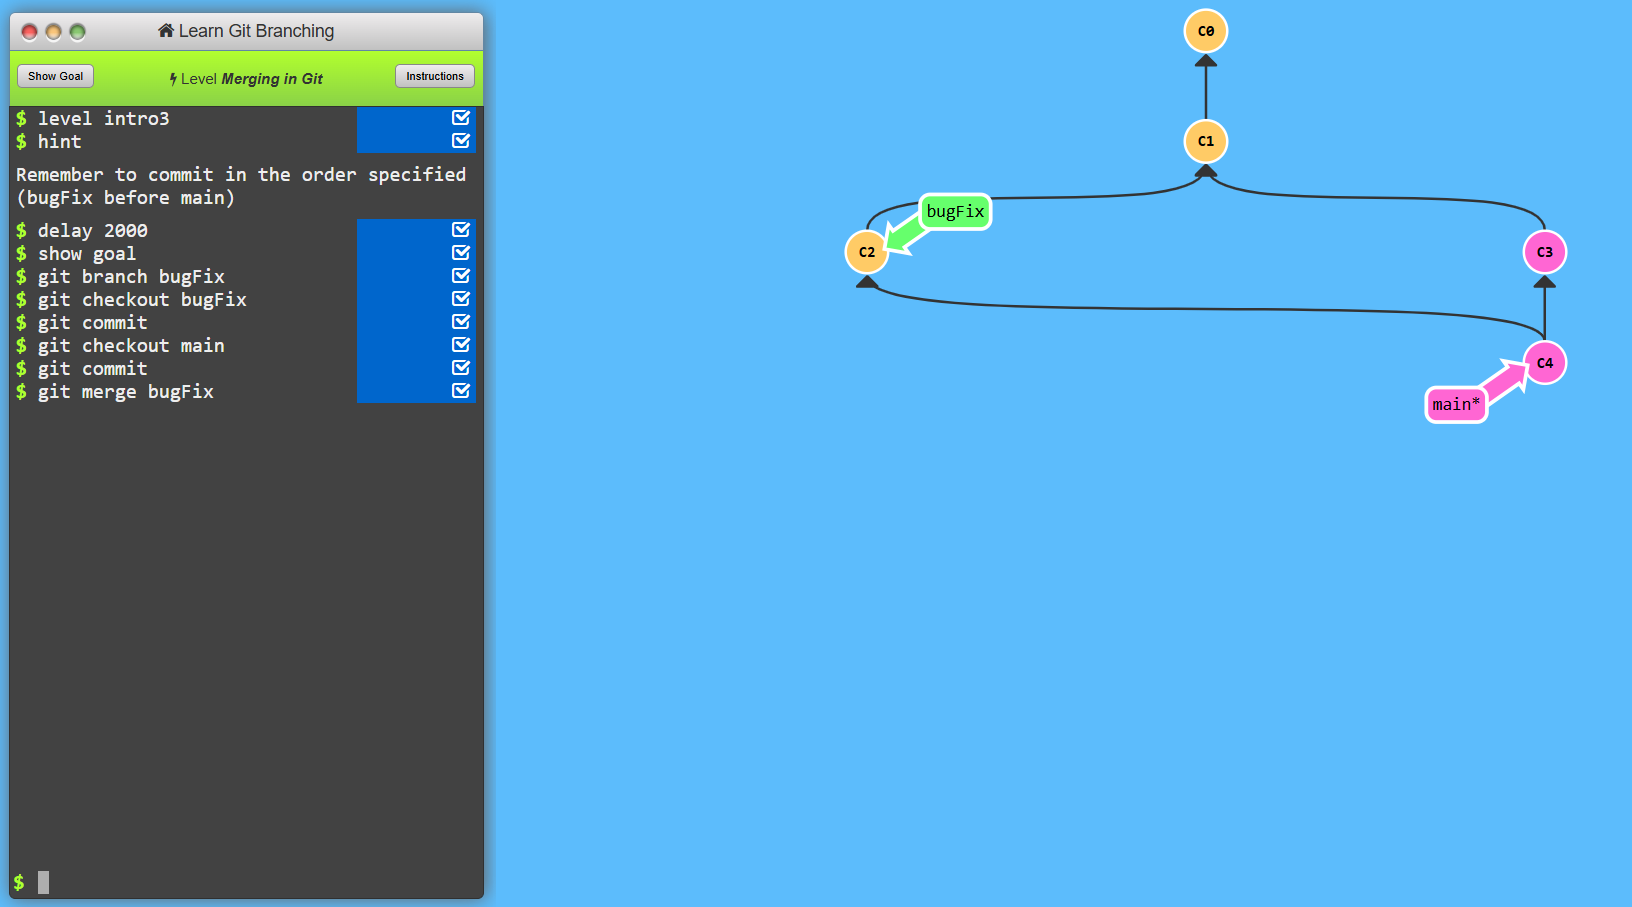 Learn Git Branching
Show Goal
Level Merging in Git
Instructions
$ level intro3
$ hint
Remember to commit in the order specified
(bugFix before main)
$ delay 2000
$ show goal
$ git branch bugFix
$ git checkout bugFix
$ git commit
$ git checkout main
$ git commit
$ git merge bugFix
$
C0
C1
bugFix
C2
C3
C4
main*